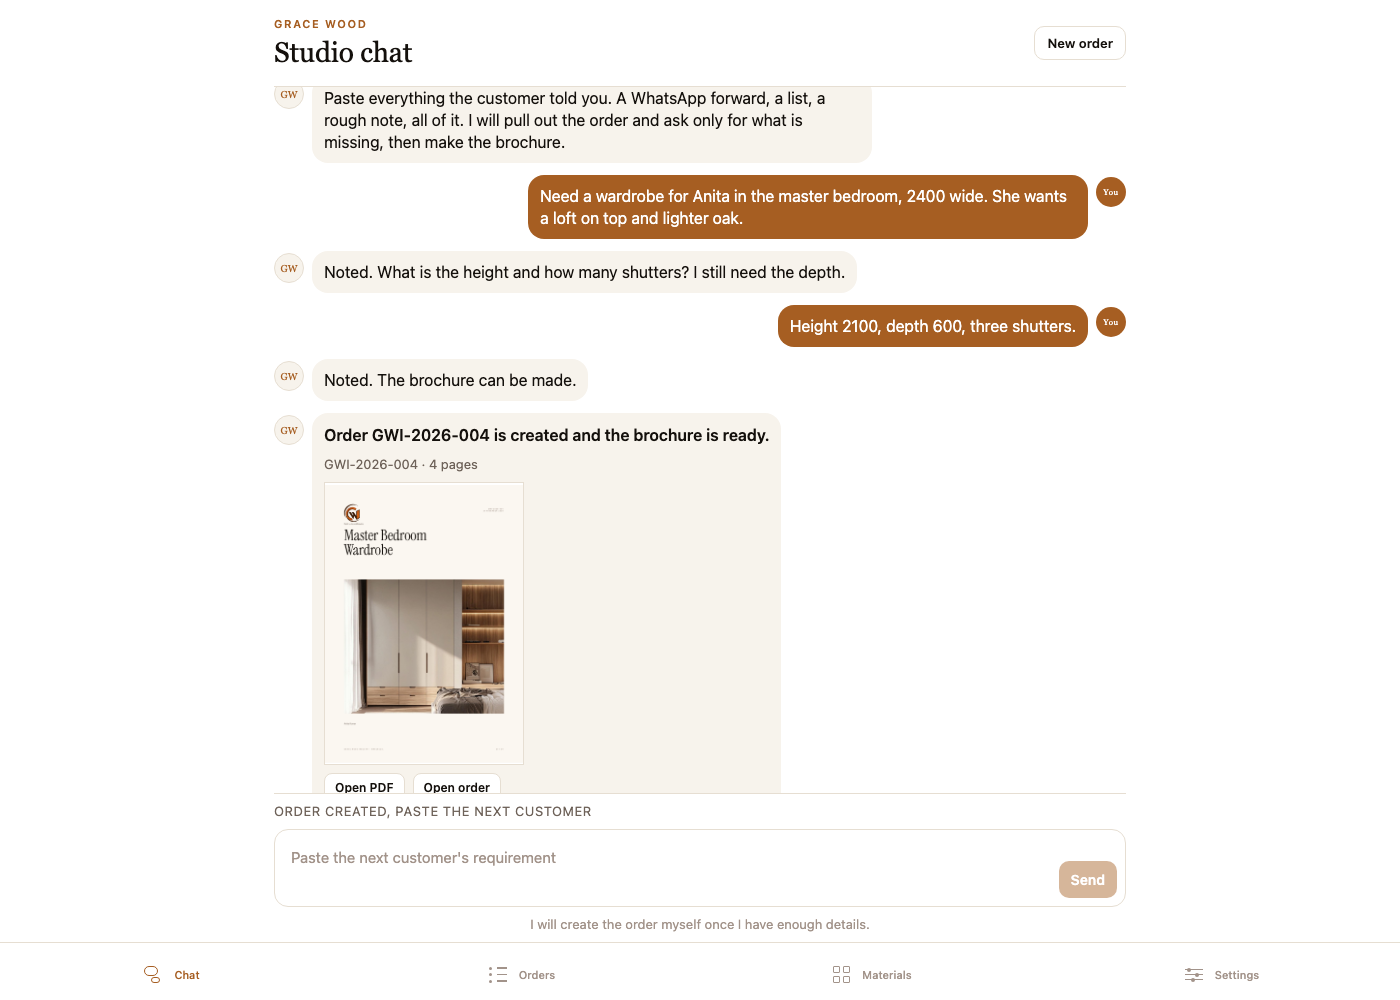 GRACE WOOD
Studio chat
New order
GW
Paste everything the customer told you. A WhatsApp forward, a list, a
rough note, all of it. I will pull out the order and ask only for what is
missing, then make the brochure.
Need a wardrobe for Anita in the master bedroom, 2400 wide. She wants
a loft on top and lighter oak.
You
GW
Noted. What is the height and how many shutters? I still need the depth.
Height 2100, depth 600, three shutters.
You
GW
Noted. The brochure can be made.
GW
Order GWI-2026-004 is created and the brochure is ready.
GWI-2026-004 · 4 pages
Master Bedroom
Wardrobe
Open PDF
Open order
ORDER CREATED, PASTE THE NEXT CUSTOMER
Paste the next customer's requirement
Send
I will create the order myself once I have enough details.
Chat
Orders
Materials
Settings